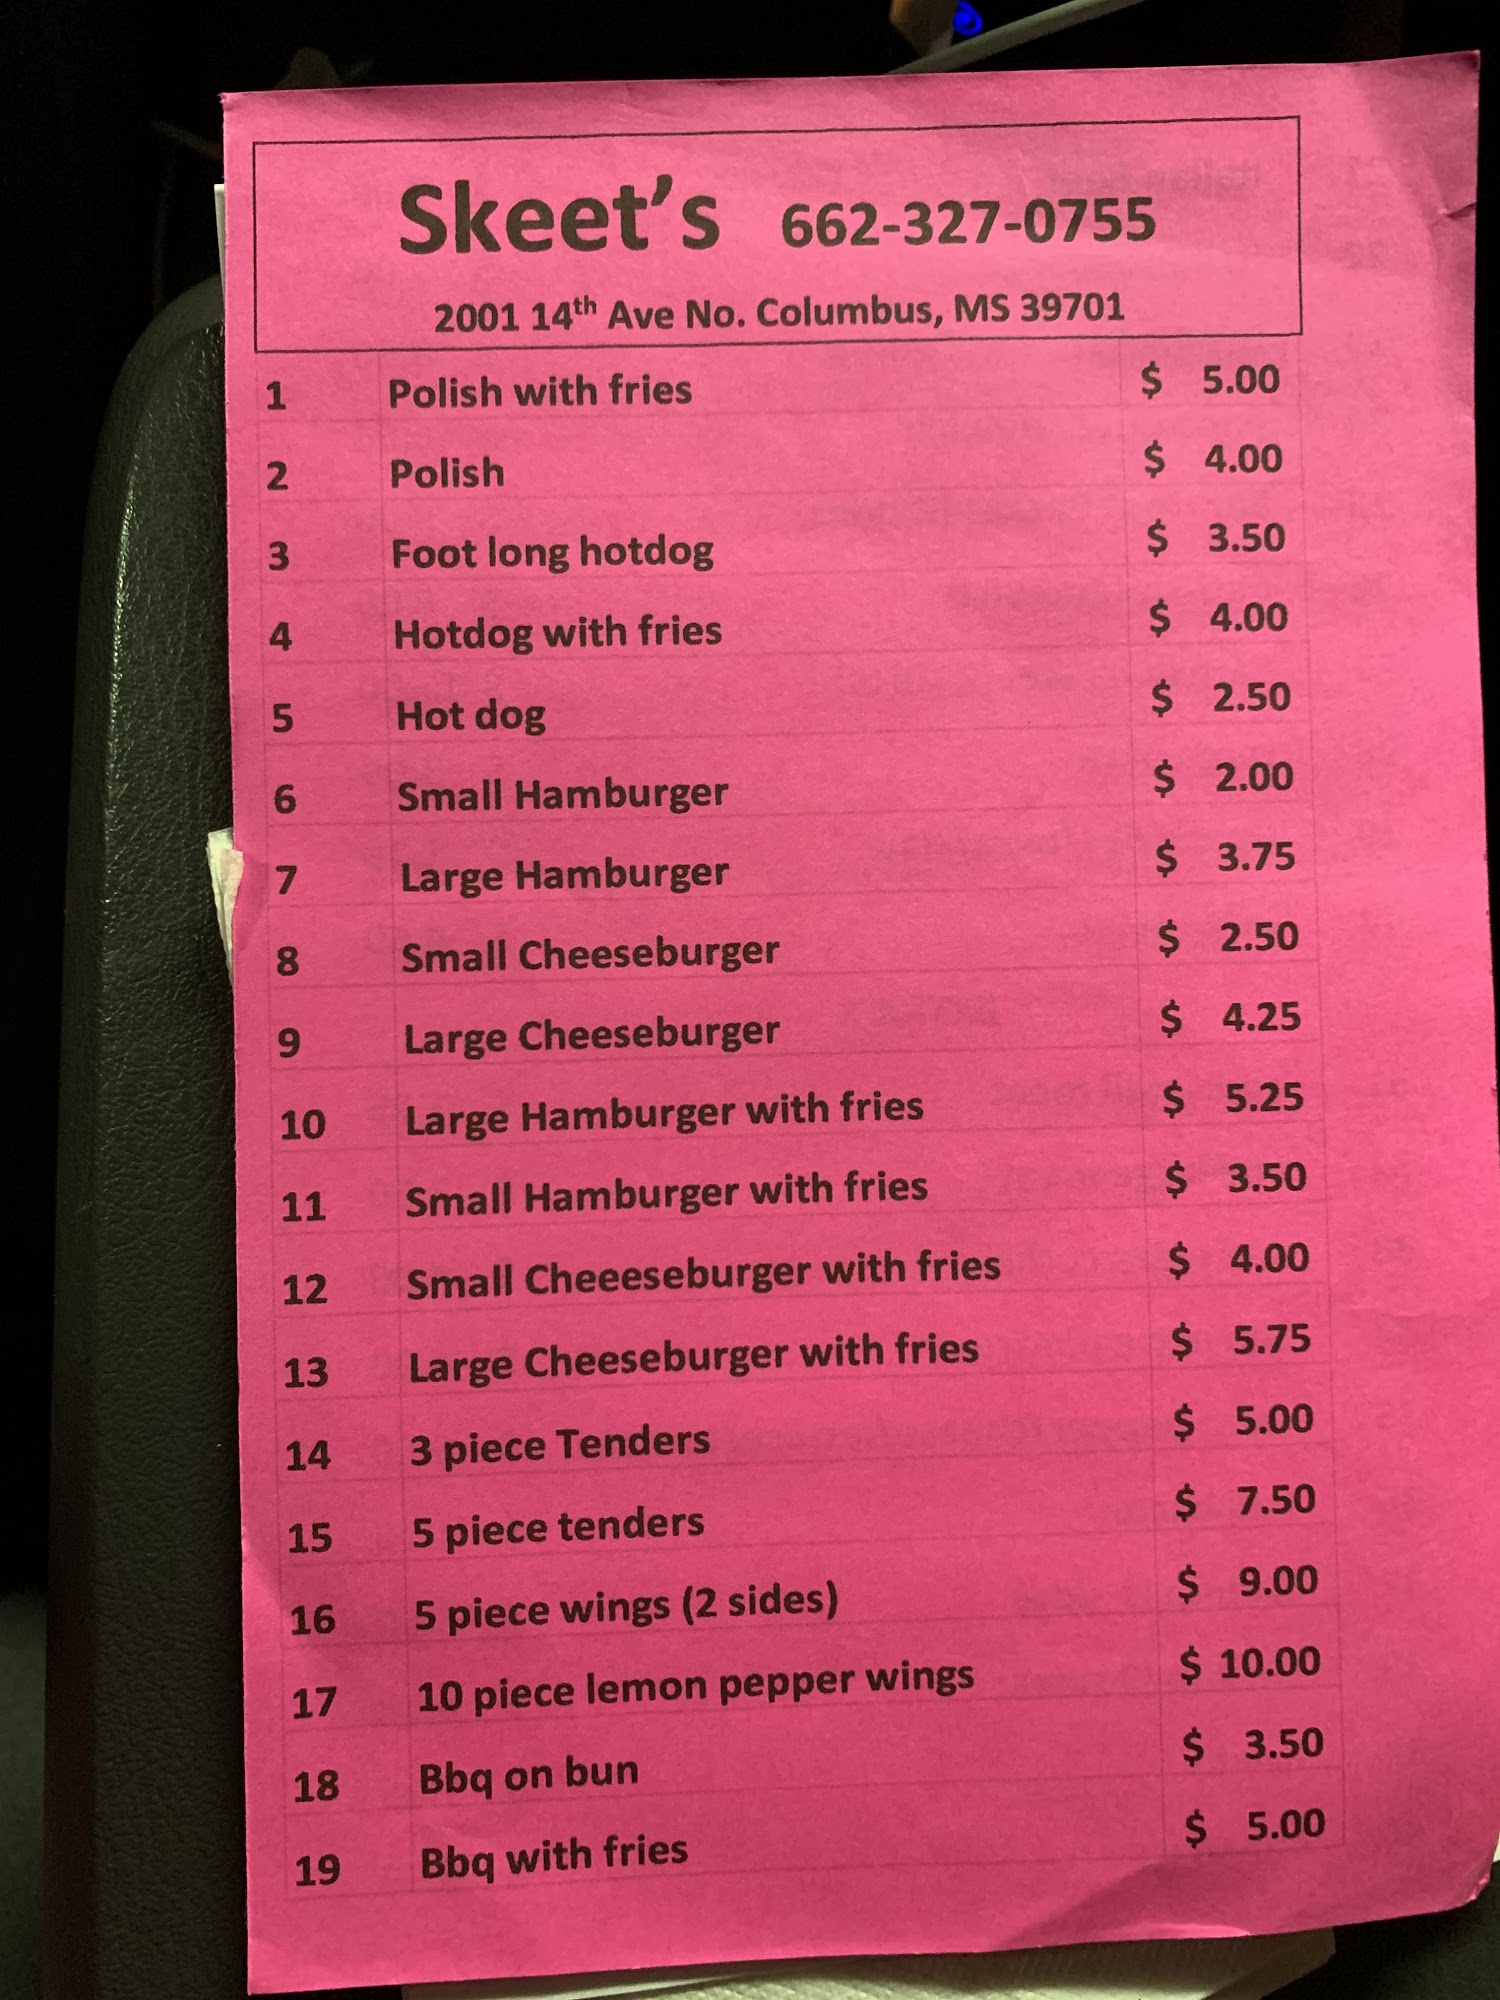 Skeet's 662-327-0755
2001 14th Ave No. Columbus, MS 39701
1 Polish with fries $ 5.00
2 Polish $ 4.00
3 Foot long hotdog $ 3.50
4 Hotdog with fries $ 4.00
5 Hot dog $ 2.50
6 Small Hamburger $ 2.00
7 Large Hamburger $ 3.75
8 Small Cheeseburger $ 2.50
9 Large Cheeseburger $ 4.25
10 Large Hamburger with fries $ 5.25
11 Small Hamburger with fries $ 3.50
12 Small Cheeeseburger with fries $ 4.00
13 Large Cheeseburger with fries $ 5.75
14 3 piece Tenders $ 5.00
15 5 piece tenders $ 7.50
16 5 piece wings (2 sides) $ 9.00
17 10 piece lemon pepper wings $ 10.00
18 Bbq on bun $ 3.50
19 Bbq with fries $ 5.00